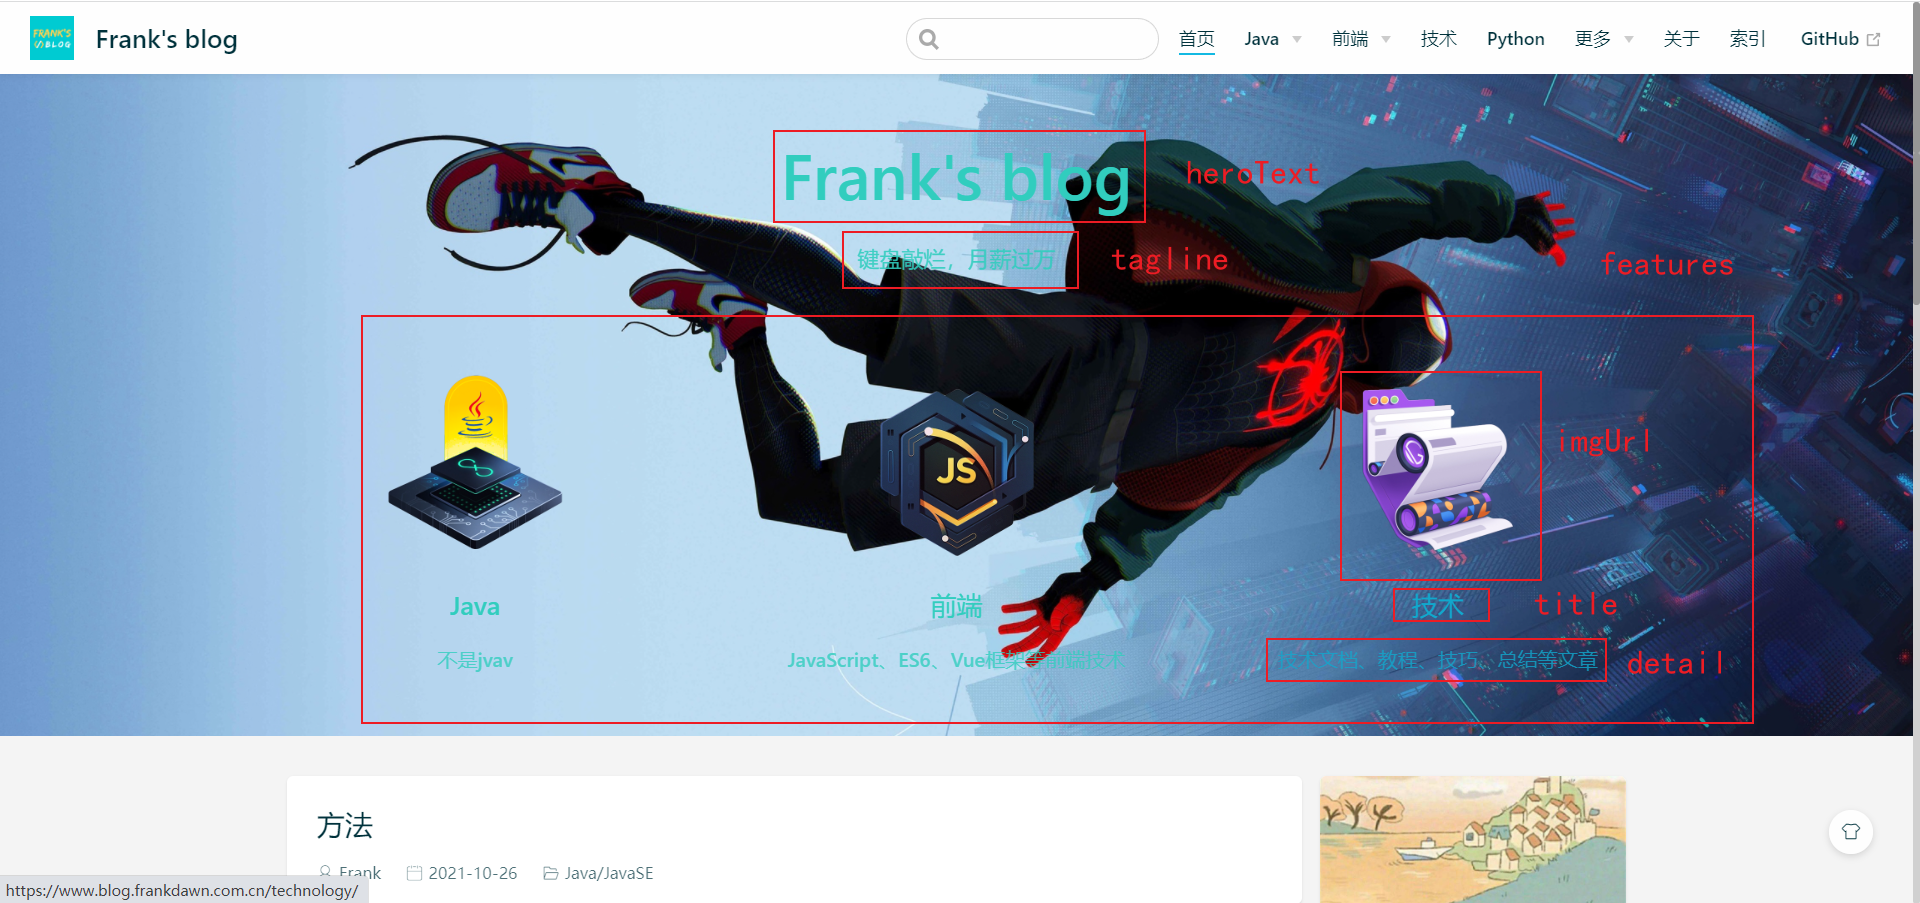 FRANK'S
BLOG
Frank's blog
首页 Java 前端 技术 Python 更多 关于 索引 GitHub
Frank's blog heroText
键盘敲烂，月薪过万 tagline
features
JS
imgUrl
Java 前端 技术 title
不是jvav JavaScript、ES6、Vue框架等前端技术 技术文档、教程、技巧、总结等文章 detail
方法
Frank 2021-10-26 Java/JavaSE
https://www.blog.frankdawn.com.cn/technology/